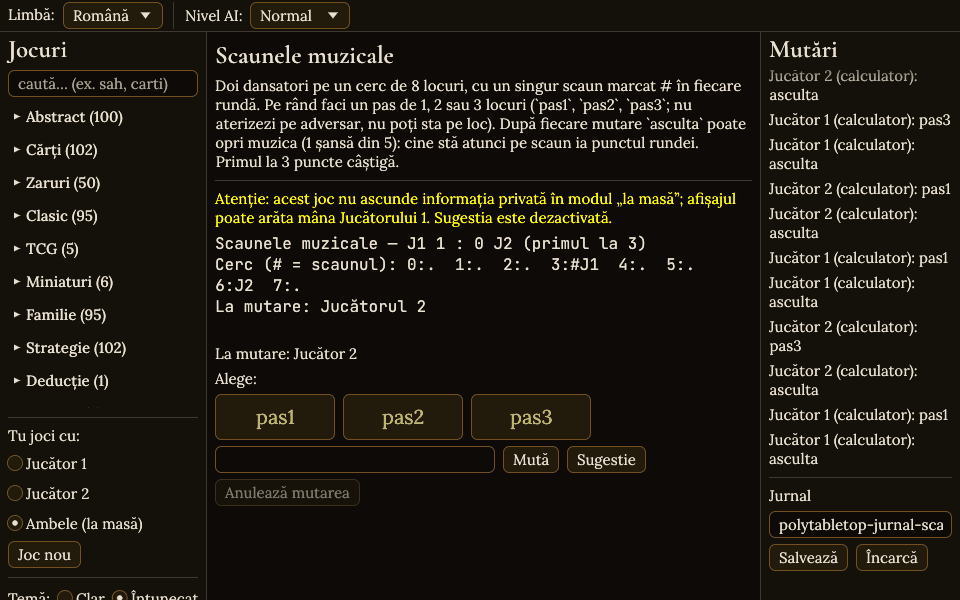 Limbă: Română ▼ Nivel AI: Normal ▼
Jocuri
caută... (ex. sah, carti)
▸ Abstract (100)
▸ Cărți (102)
▸ Zaruri (50)
▸ Clasic (95)
▸ TCG (5)
▸ Miniaturi (6)
▸ Familie (95)
▸ Strategie (102)
▸ Deducție (1)
Tu joci cu:
Jucător 1
Jucător 2
Ambele (la masă)
Joc nou
Temă: Clar Întunecat
Scaunele muzicale
Doi dansatori pe un cerc de 8 locuri, cu un singur scaun marcat # în fiecare
rundă. Pe rând faci un pas de 1, 2 sau 3 locuri (`pas1`, `pas2`, `pas3`; nu
aterizezi pe adversar, nu poți sta pe loc). După fiecare mutare `asculta` poate
opri muzica (1 șansă din 5): cine stă atunci pe scaun ia punctul rundei.
Primul la 3 puncte câștigă.
Atenție: acest joc nu ascunde informația privată în modul „la masă”; afișajul
poate arăta mâna Jucătorului 1. Sugestia este dezactivată.
Scaunele muzicale — J1 1 : 0 J2 (primul la 3)
Cerc (# = scaunul): 0:. 1:. 2:. 3:#J1 4:. 5:.
6:J2 7:.
La mutare: Jucătorul 2
La mutare: Jucător 2
Alege:
pas1 pas2 pas3
Mută Sugestie
Anulează mutarea
Mutări
Jucător 2 (calculator):
asculta
Jucător 1 (calculator): pas3
Jucător 1 (calculator):
asculta
Jucător 2 (calculator): pas1
Jucător 2 (calculator):
asculta
Jucător 1 (calculator): pas1
Jucător 1 (calculator):
asculta
Jucător 2 (calculator):
pas3
Jucător 2 (calculator):
asculta
Jucător 1 (calculator): pas1
Jucător 1 (calculator):
asculta
Jurnal
polytabletop-jurnal-sca
Salvează Încarcă